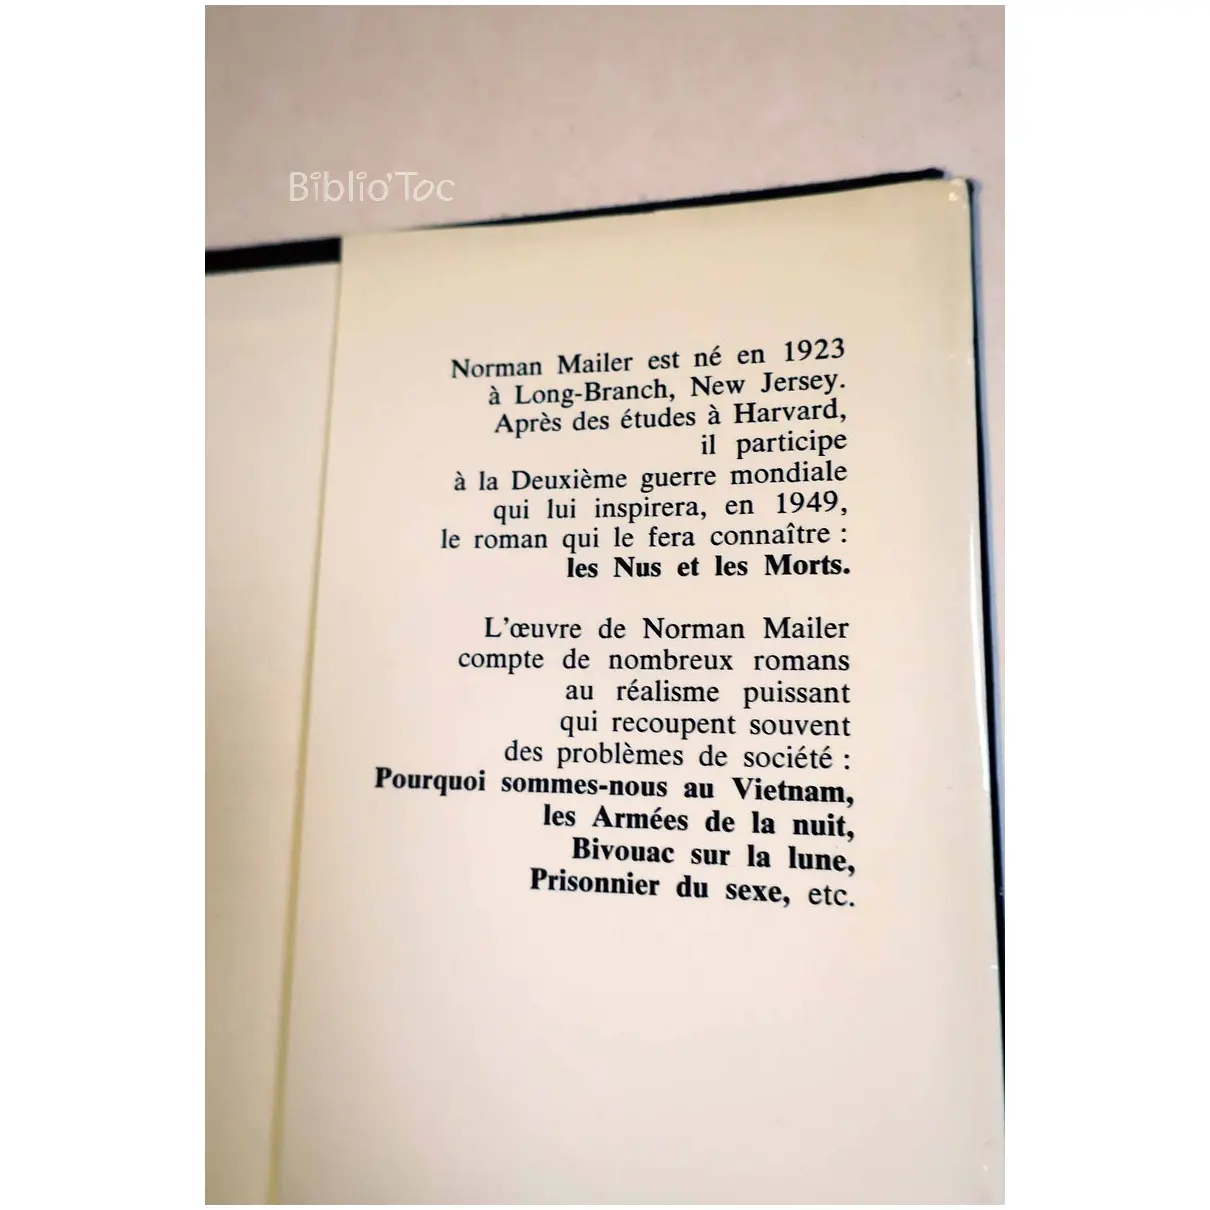 Biblio'Toc
Norman Mailer est né en 1923
à Long-Branch, New Jersey.
Après des études à Harvard,
il participe
à la Deuxième guerre mondiale
qui lui inspirera, en 1949,
le roman qui le fera connaître :
les Nus et les Morts.
L'œuvre de Norman Mailer
compte de nombreux romans
au réalisme puissant
qui recoupent souvent
des problèmes de société :
Pourquoi sommes-nous au Vietnam,
les Armées de la nuit,
Bivouac sur la lune,
Prisonnier du sexe, etc.